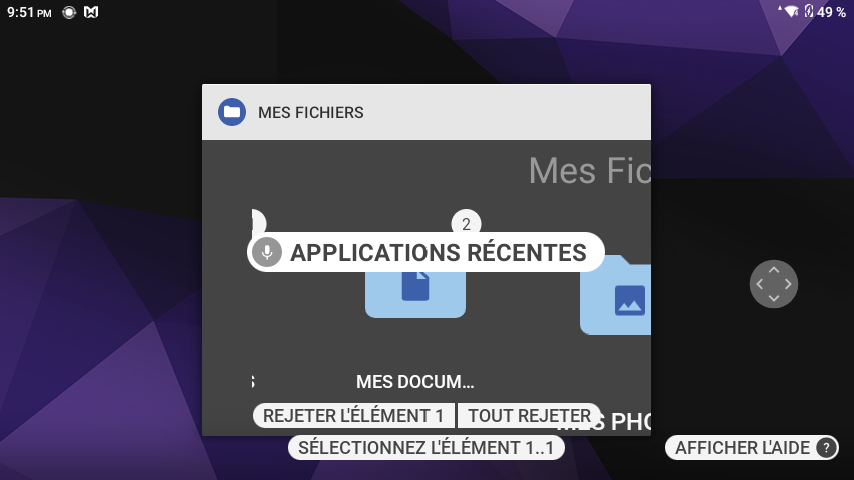 9:51 PM
49 %
MES FICHIERS
Mes Fic
2
APPLICATIONS RÉCENTES
S
MES DOCUM…
REJETER L'ÉLÉMENT 1
TOUT REJETER
MES PHO
SÉLECTIONNEZ L'ÉLÉMENT 1..1
AFFICHER L'AIDE ?